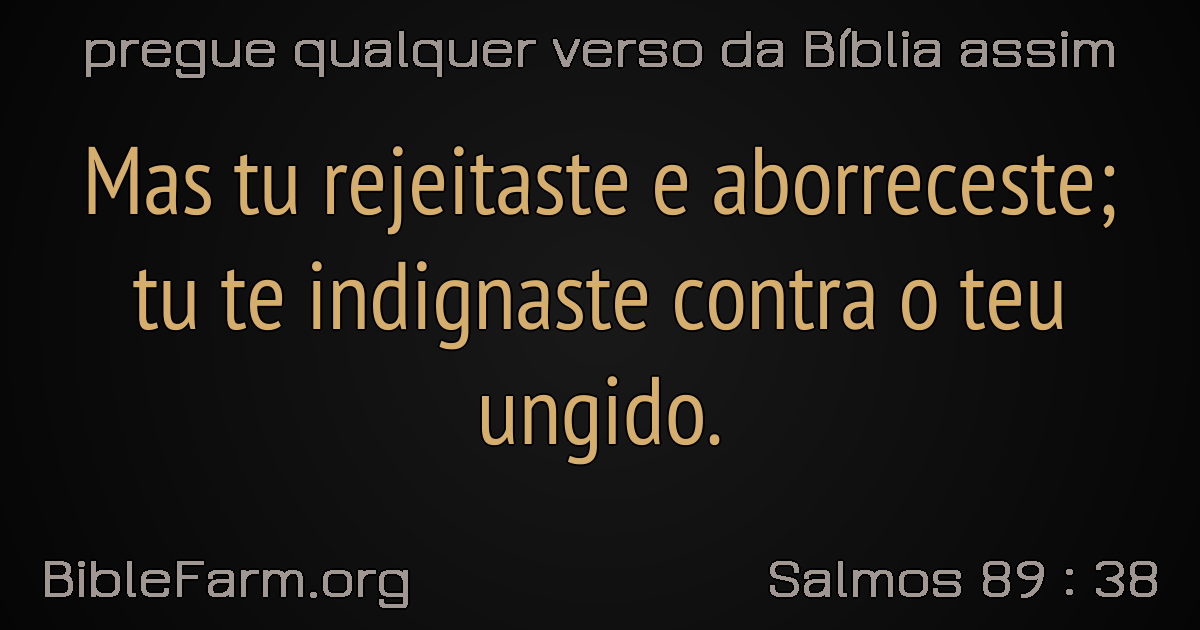 pregue qualquer verso da Bíblia assim
Mas tu rejeitaste e aborreceste;
tu te indignaste contra o teu
ungido.
BibleFarm.org
Salmos 89 : 38